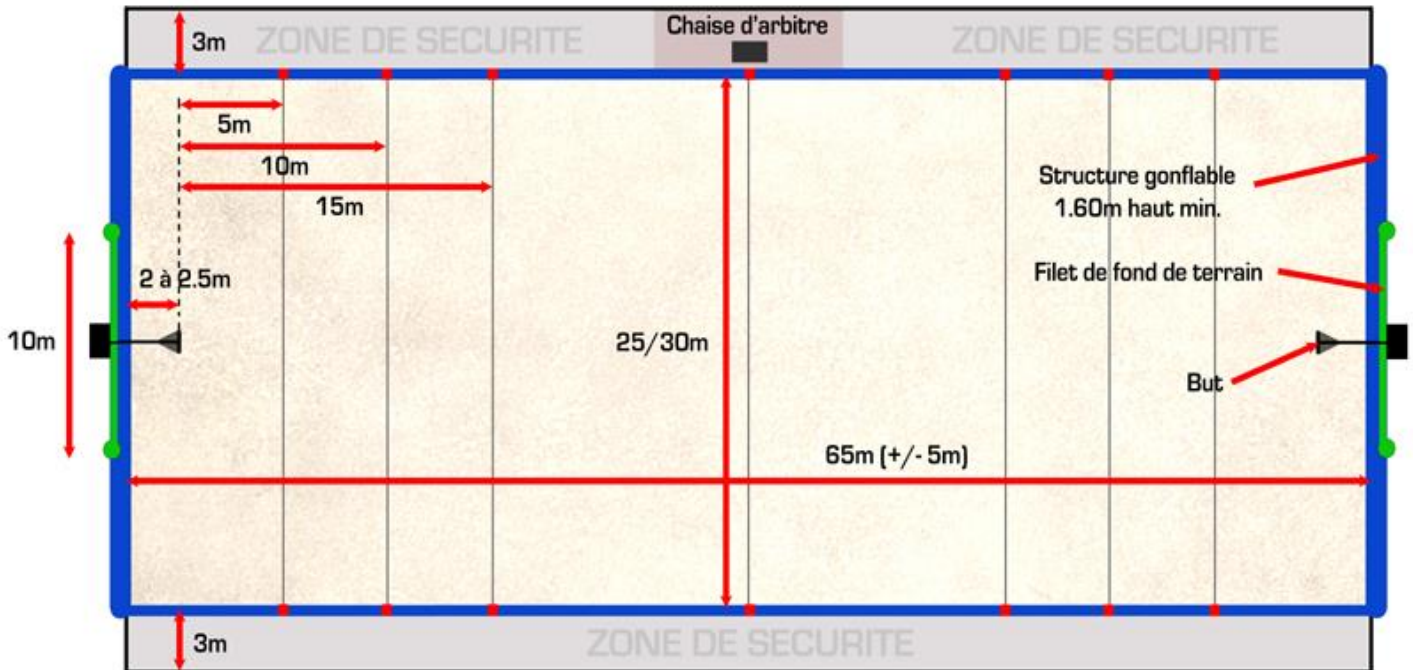 Chaise d'arbitre
3m
ZONE DE SECURITE
ZONE DE SECURITE
5m
10m
15m
Structure gonflable
1.60m haut min.
2 à 2.5m
Filet de fond de terrain
10m
25/30m
But
65m (+/- 5m)
3m
ZONE DE SECURITE